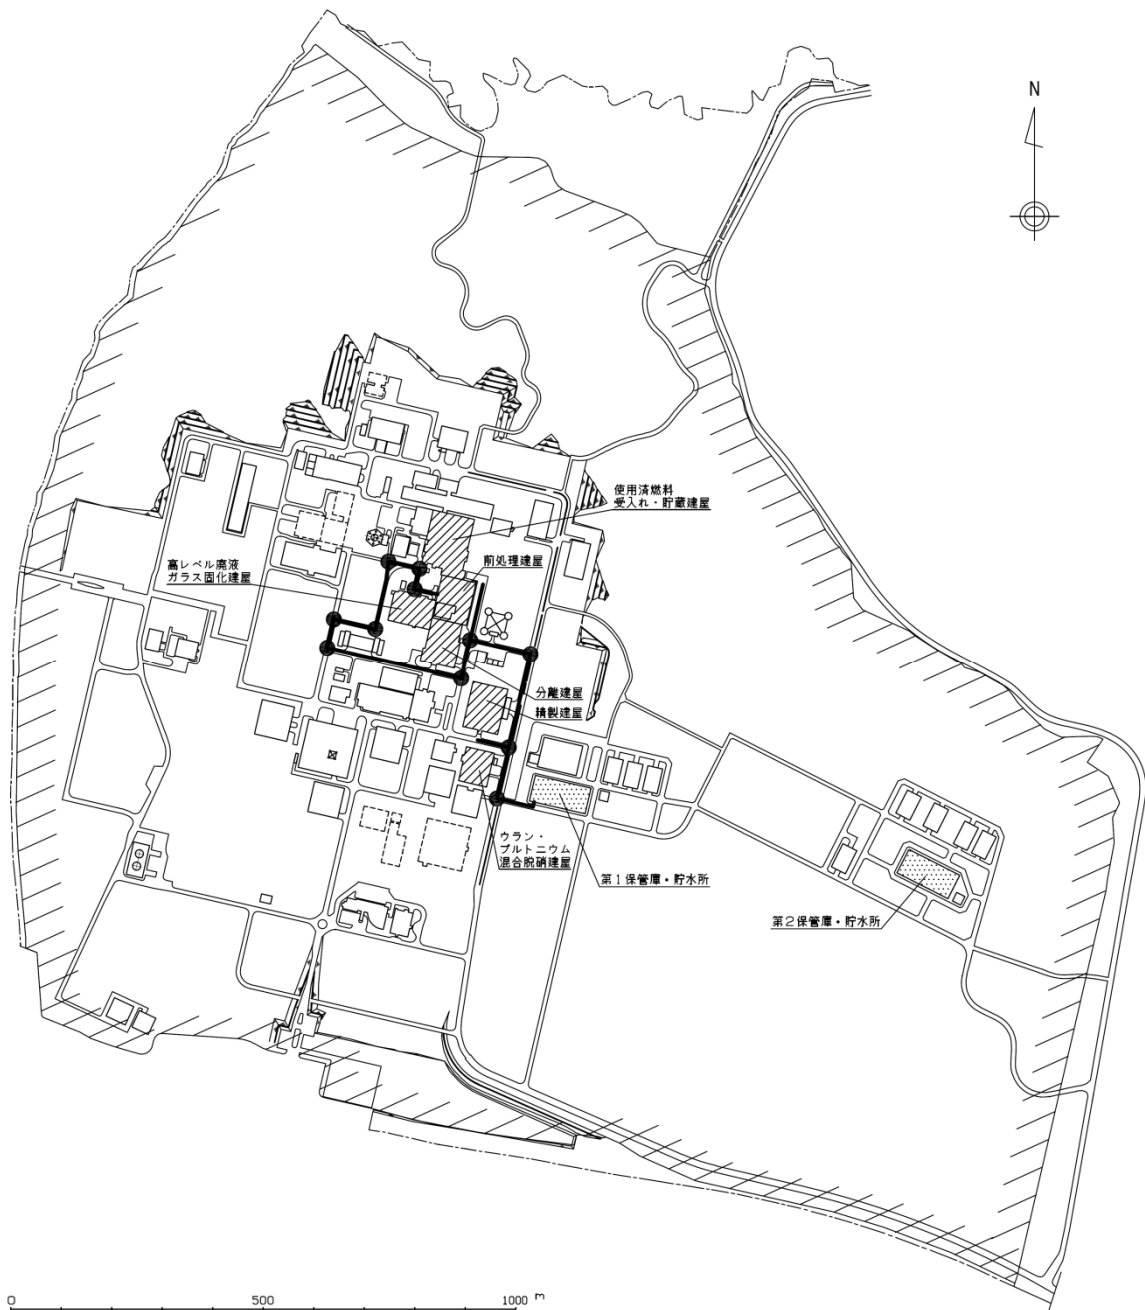 N
使用済燃料
受入れ・貯蔵建屋
高レベル廃液
ガラス固化建屋
前処理建屋
分離建屋
精製建屋
ウラン・
プルトニウム
混合脱硝建屋
第1保管庫・貯水所
第2保管庫・貯水所
0 500 1000 m